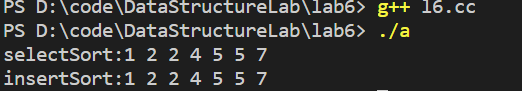 PS D:\code\DataStructureLab\lab6> g++ l6.cc
PS D:\code\DataStructureLab\lab6> ./a
selectSort:1 2 2 4 5 5 7
insertSort:1 2 2 4 5 5 7